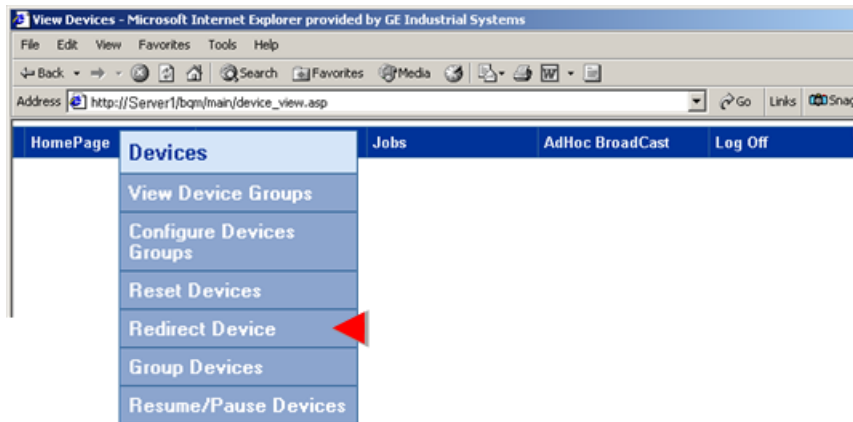 View Devices - Microsoft Internet Explorer provided by GE Industrial Systems
File Edit View Favorites Tools Help
Back Search Favorites Media
Address http://Server1/bqm/main/device_view.asp Go Links Snag
HomePage Devices Jobs AdHoc BroadCast Log Off
View Device Groups
Configure Devices
Groups
Reset Devices
Redirect Device
Group Devices
Resume/Pause Devices